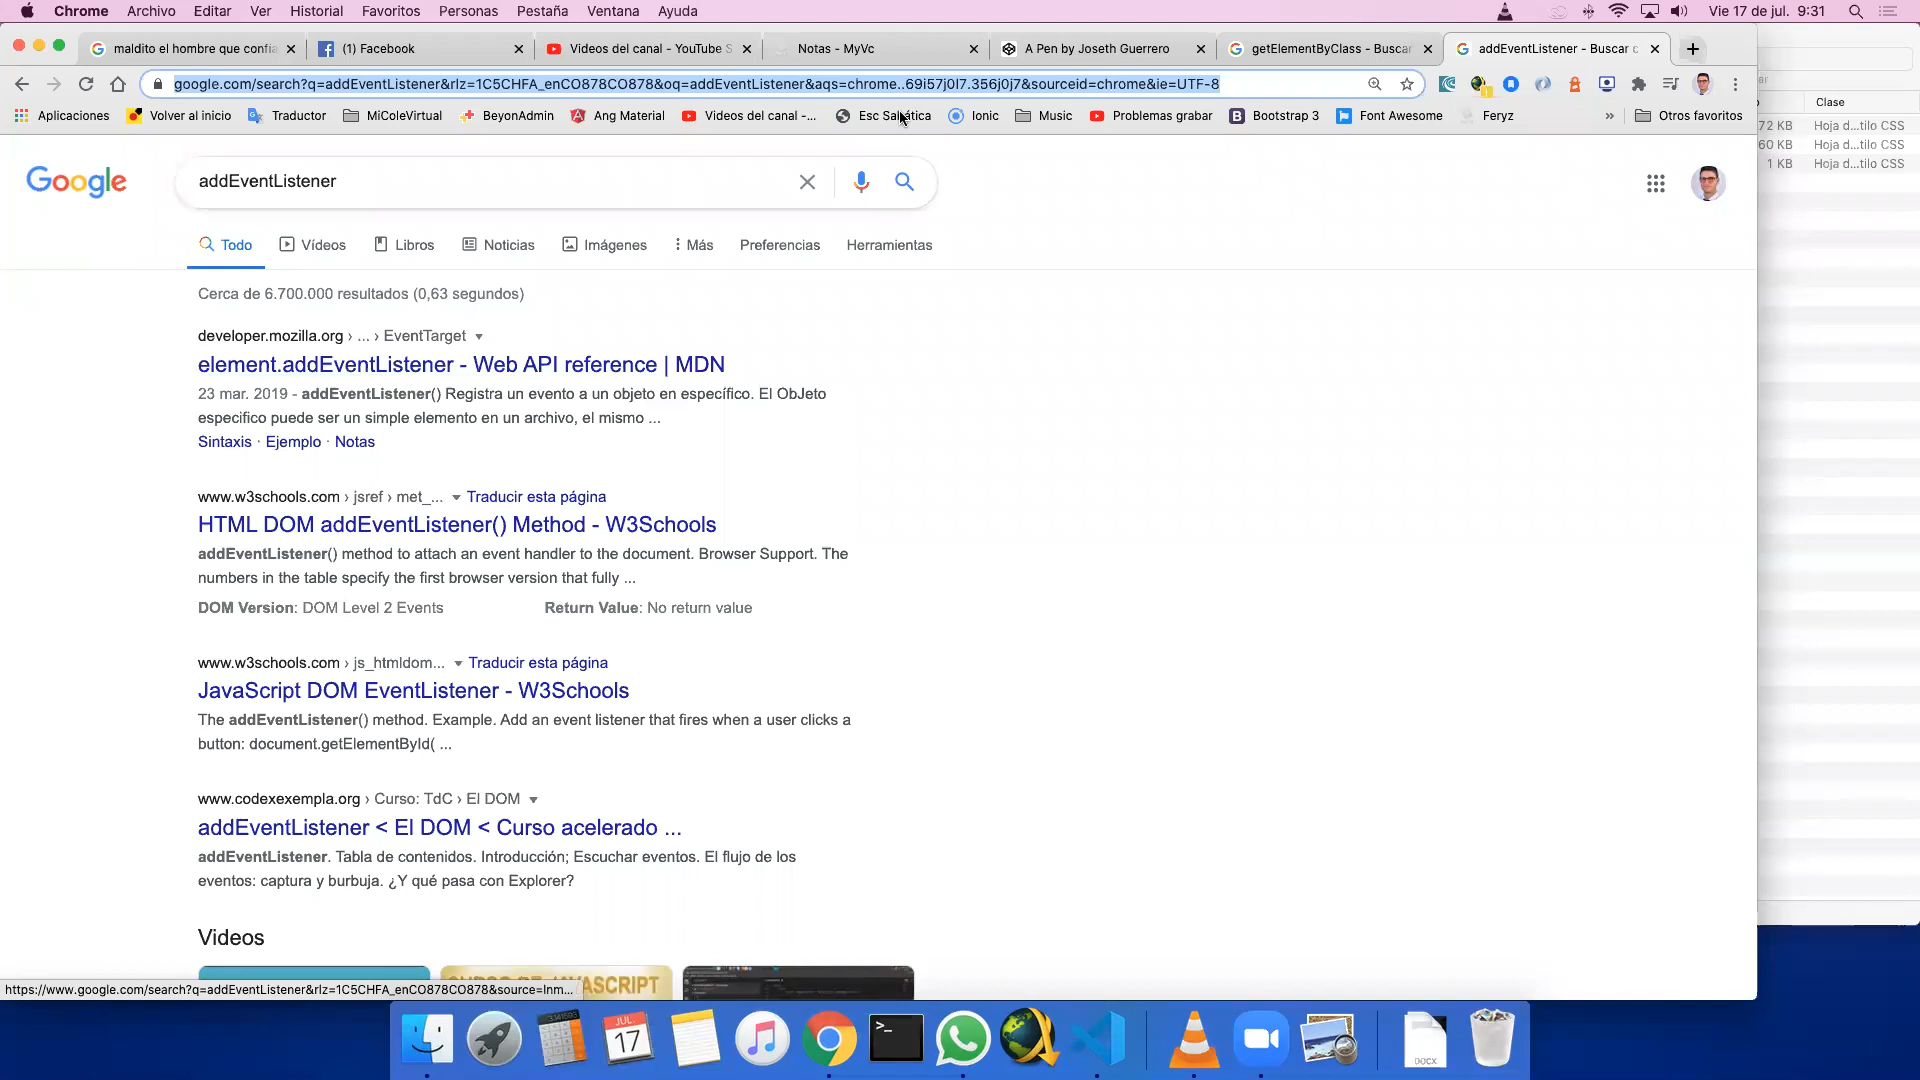 Chrome Archivo Editar Ver Historial Favoritos Personas Pestaña Ventana Ayuda Vie 17 de jul. 9:31
maldito el hombre que confia (1) Facebook Videos del canal - YouTube S Notas - MyVc A Pen by Joseth Guerrero getElementByClass - Buscar addEventListener - Buscar c
google.com/search?q=addEventListener&rlz=1C5CHFA_enCO878CO878&oq=addEventListener&aqs=chrome..69i57j0l7.356j0j7&sourceid=chrome&ie=UTF-8
Aplicaciones Volver al inicio Traductor MiColeVirtual BeyonAdmin Ang Material Videos del canal -... Esc Sabática Ionic Music Problemas grabar Bootstrap 3 Font Awesome Feryz » Otros favoritos
Clase
72 KB Hoja d...tilo CSS
60 KB Hoja d...tilo CSS
1 KB Hoja d...tilo CSS
Google addEventListener
Todo Vídeos Libros Noticias Imágenes Más Preferencias Herramientas
Cerca de 6.700.000 resultados (0,63 segundos)
developer.mozilla.org › ... › EventTarget
element.addEventListener - Web API reference | MDN
23 mar. 2019 - addEventListener() Registra un evento a un objeto en específico. El ObJeto
especifico puede ser un simple elemento en un archivo, el mismo ...
Sintaxis · Ejemplo · Notas
www.w3schools.com › jsref › met_... Traducir esta página
HTML DOM addEventListener() Method - W3Schools
addEventListener() method to attach an event handler to the document. Browser Support. The
numbers in the table specify the first browser version that fully ...
DOM Version: DOM Level 2 Events Return Value: No return value
www.w3schools.com › js_htmldom... Traducir esta página
JavaScript DOM EventListener - W3Schools
The addEventListener() method. Example. Add an event listener that fires when a user clicks a
button: document.getElementById( ...
www.codexexempla.org › Curso: TdC › El DOM
addEventListener < El DOM < Curso acelerado ...
addEventListener. Tabla de contenidos. Introducción; Escuchar eventos. El flujo de los
eventos: captura y burbuja. ¿Y qué pasa con Explorer?
Videos
https://www.google.com/search?q=addEventListener&rlz=1C5CHFA_enCO878CO878&source=lnm...
JUL.
17
DOCX